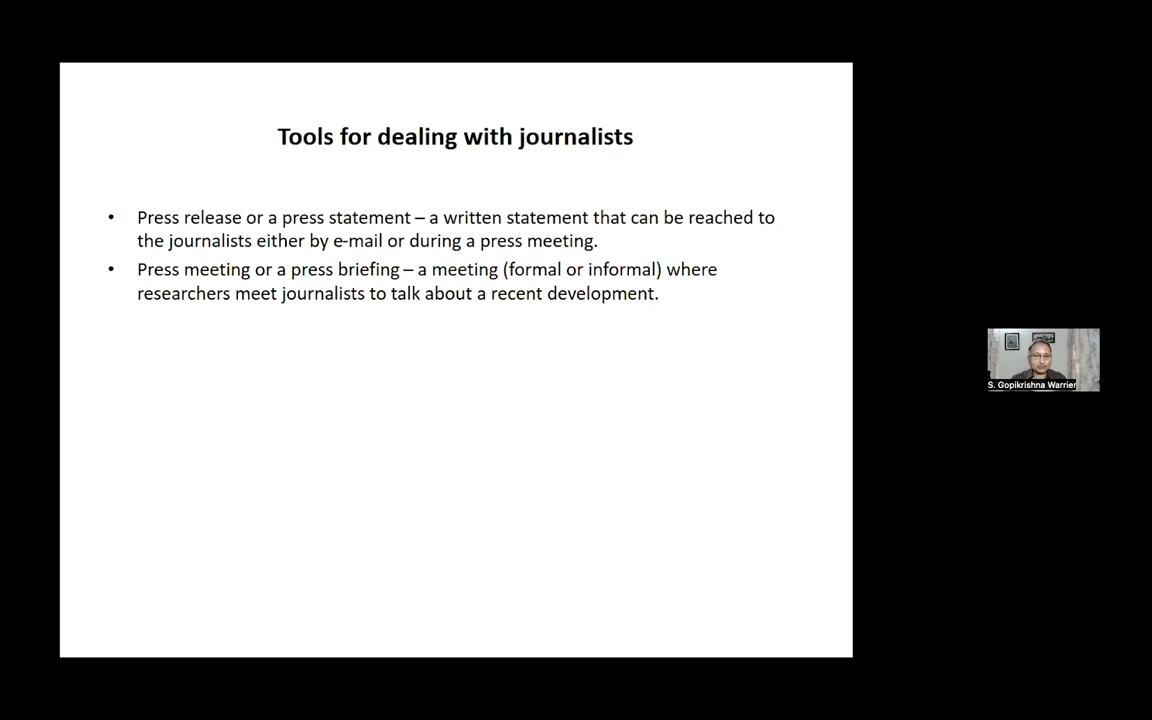 Tools for dealing with journalists
• Press release or a press statement – a written statement that can be reached to
the journalists either by e-mail or during a press meeting.
• Press meeting or a press briefing – a meeting (formal or informal) where
researchers meet journalists to talk about a recent development.
S. Gopikrishna Warrier